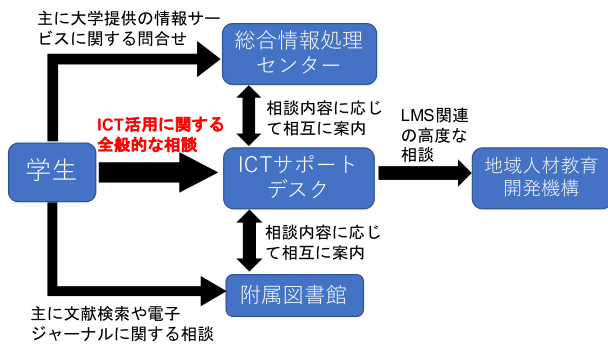 主に大学提供の情報サー
ビスに関する問合せ
総合情報処理
センター
ICT活用に関する
全般的な相談
相談内容に応じ
て相互に案内
LMS関連
の高度な
相談
学生
ICTサポート
デスク
地域人材教育
開発機構
相談内容に応じ
て相互に案内
附属図書館
主に文献検索や電子
ジャーナルに関する相談